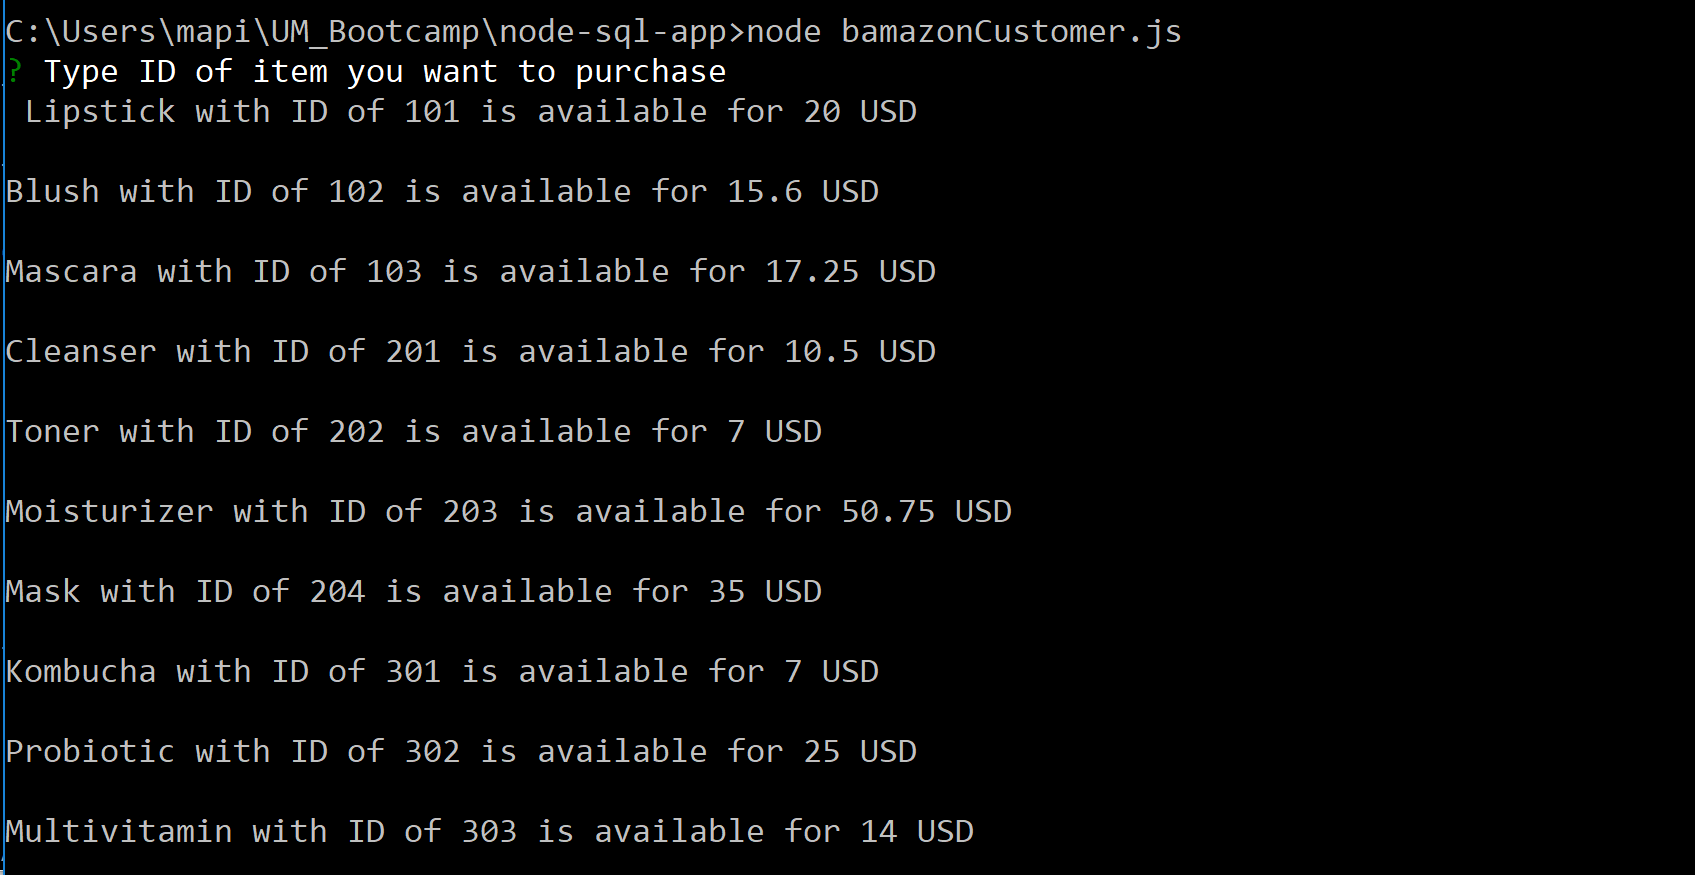 C:\Users\mapi\UM_Bootcamp\node-sql-app>node bamazonCustomer.js
? Type ID of item you want to purchase
Lipstick with ID of 101 is available for 20 USD
Blush with ID of 102 is available for 15.6 USD
Mascara with ID of 103 is available for 17.25 USD
Cleanser with ID of 201 is available for 10.5 USD
Toner with ID of 202 is available for 7 USD
Moisturizer with ID of 203 is available for 50.75 USD
Mask with ID of 204 is available for 35 USD
Kombucha with ID of 301 is available for 7 USD
Probiotic with ID of 302 is available for 25 USD
Multivitamin with ID of 303 is available for 14 USD